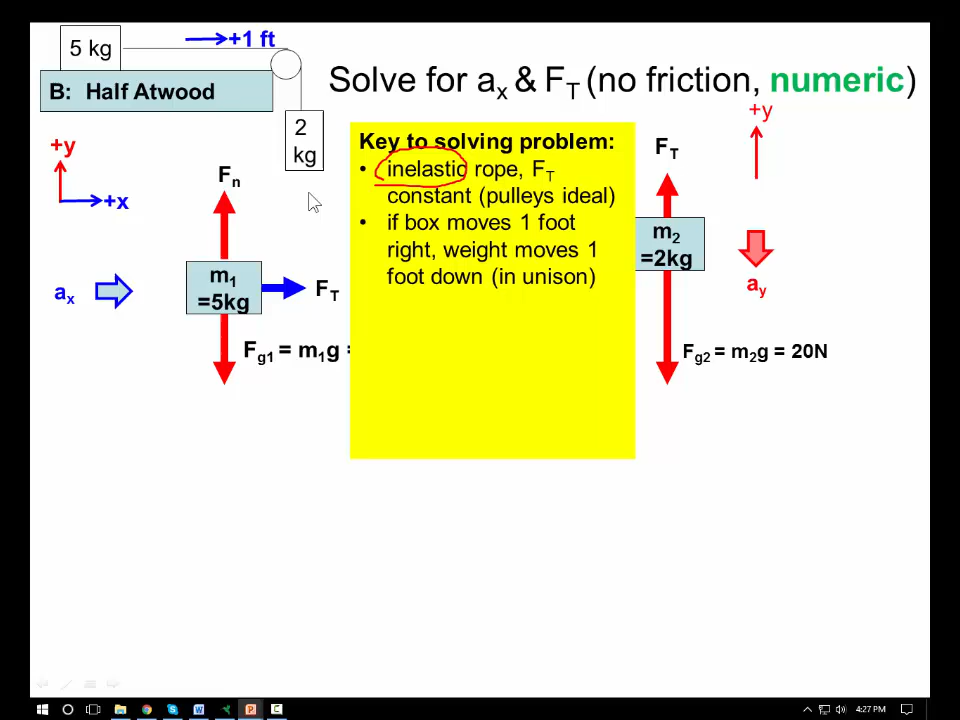 5 kg
+1 ft
B: Half Atwood
2
kg
Solve for ax & FT (no friction, numeric)
+y
+x
Fn
m1
=5kg
FT
ax
Fg1 = m1g =
Key to solving problem:
• inelastic rope, FT
constant (pulleys ideal)
• if box moves 1 foot
right, weight moves 1
foot down (in unison)
FT
+y
m2
=2kg
ay
Fg2 = m2g = 20N
4:27 PM